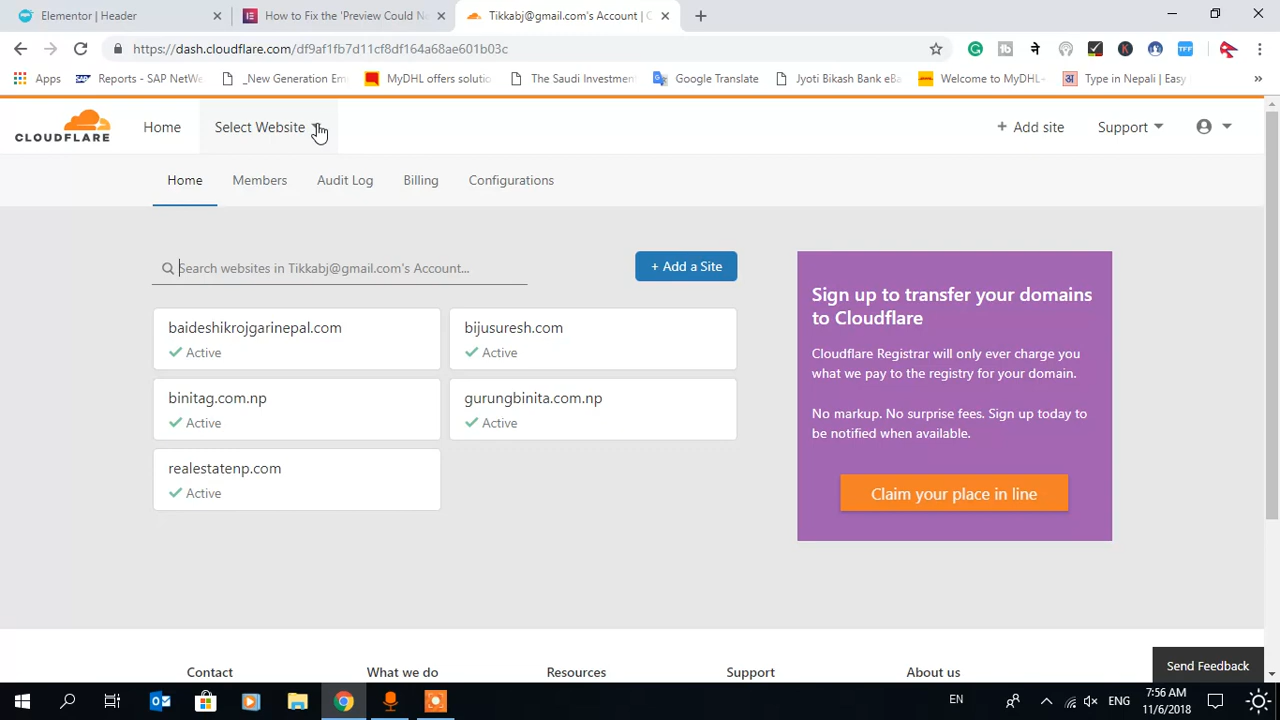 Elementor | Header
How to Fix the 'Preview Could N
Tikkabj@gmail.com's Account | C
https://dash.cloudflare.com/df9af1fb7d11cf8df164a68ae601b03c
Apps
Reports - SAP NetWe
_New Generation Em
MyDHL offers solutio
The Saudi Investmen
Google Translate
Jyoti Bikash Bank eBa
Welcome to MyDHL-
Type in Nepali | Easy
CLOUDFLARE
Home
Select Website
+ Add site
Support
Home
Members
Audit Log
Billing
Configurations
Search websites in Tikkabj@gmail.com's Account...
+ Add a Site
baideshikrojgarinepal.com
Active
bijusuresh.com
Active
binitag.com.np
Active
gurungbinita.com.np
Active
realestatenp.com
Active
Sign up to transfer your domains
to Cloudflare
Cloudflare Registrar will only ever charge you
what we pay to the registry for your domain.
No markup. No surprise fees. Sign up today to
be notified when available.
Claim your place in line
Contact
What we do
Resources
Support
About us
Send Feedback
EN
ENG
7:56 AM
11/6/2018